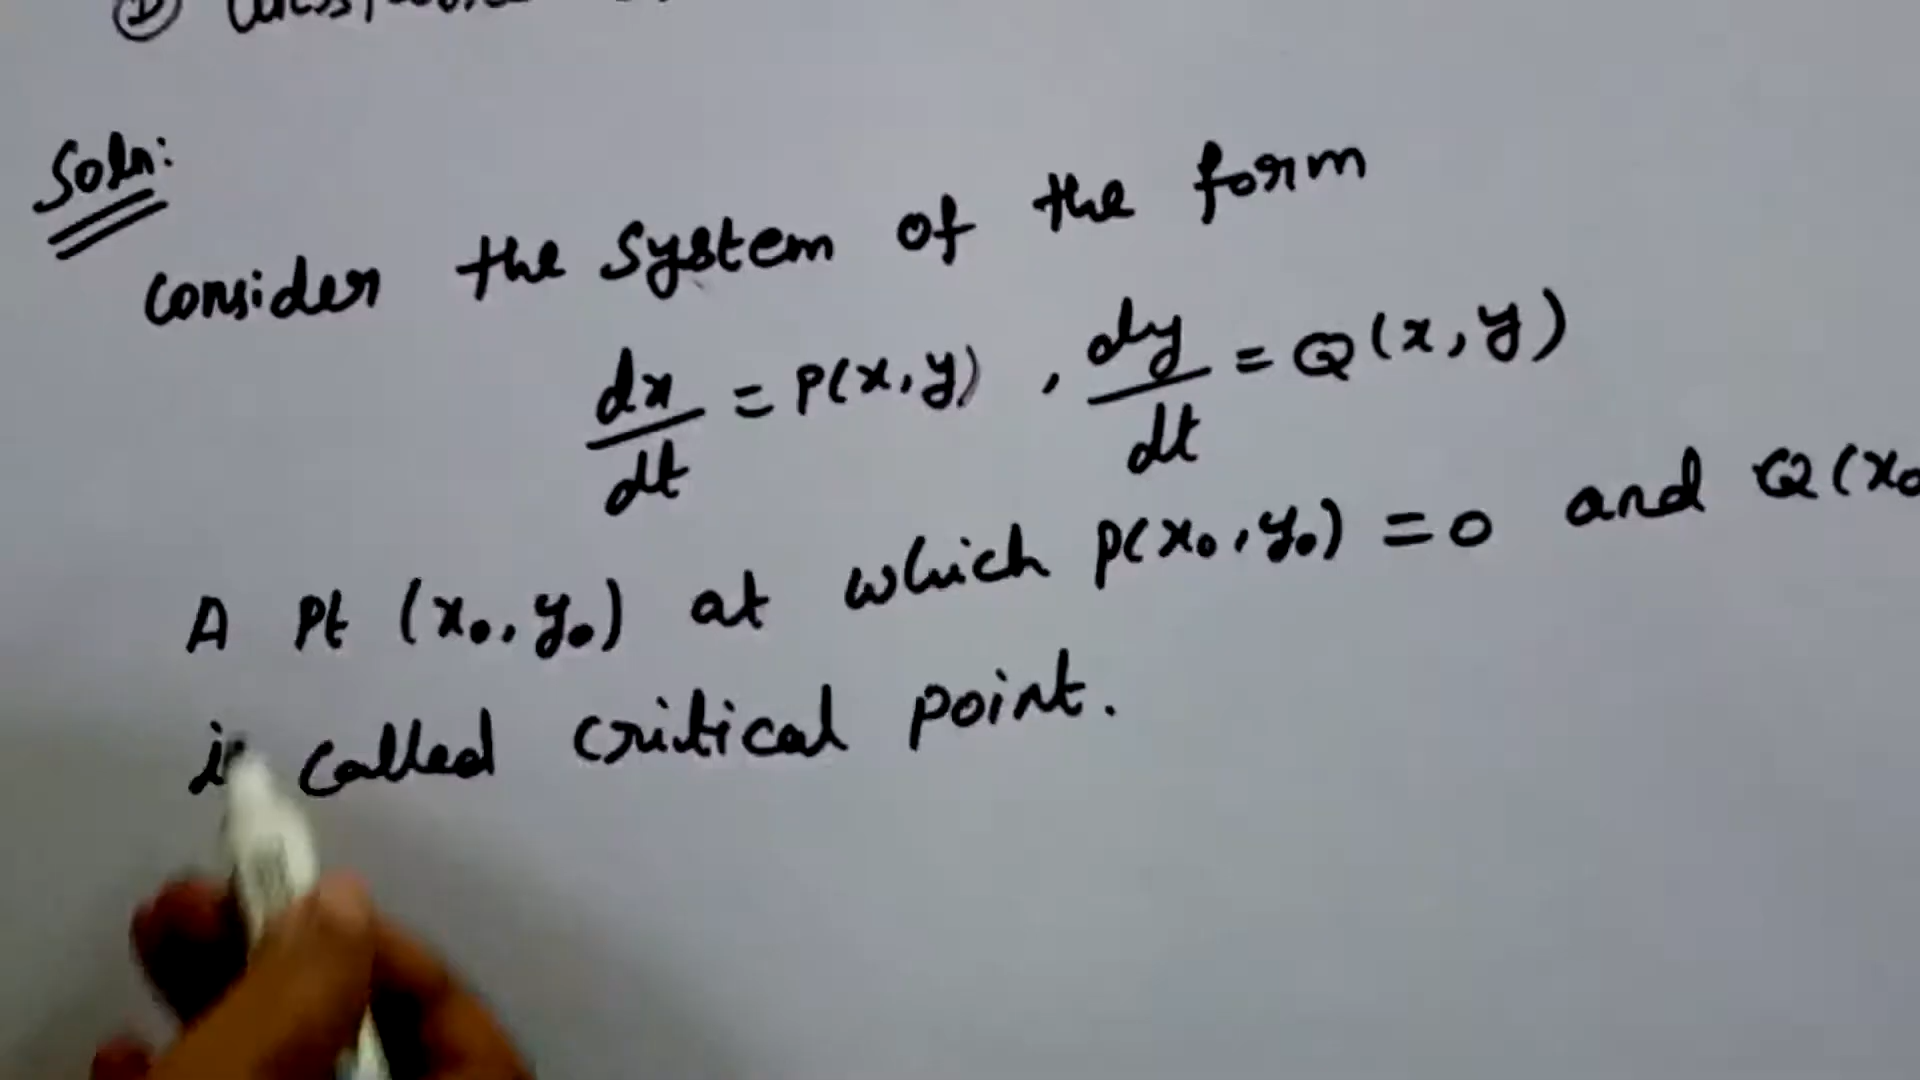 D
Soln:
consider the system of the form
dx/dt = P(x,y) , dy/dt = Q(x,y)
A pt (x₀,y₀) at which p(x₀,y₀) = 0 and Q(x₀
is called critical point.